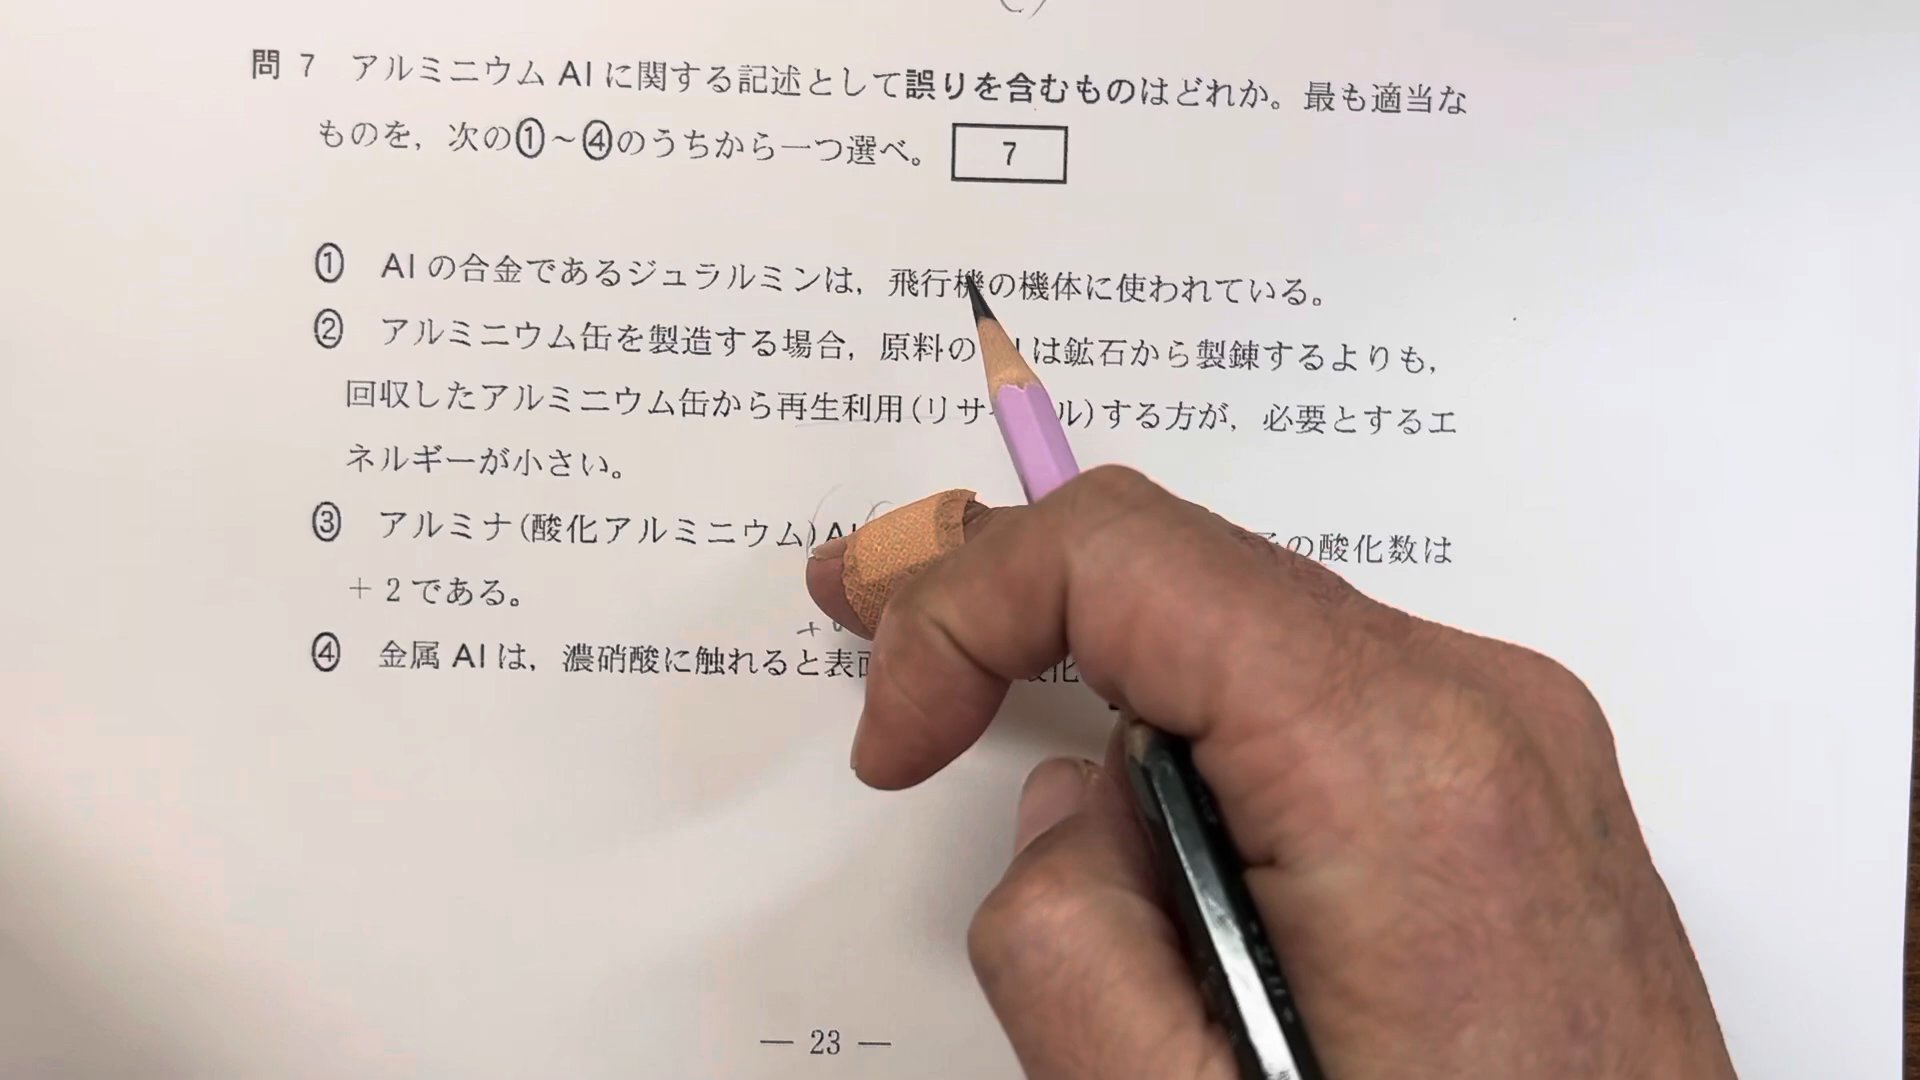 問 7 アルミニウム Al に関する記述として誤りを含むものはどれか。最も適当な
ものを，次の①～④のうちから一つ選べ。 7
① Al の合金であるジュラルミンは，飛行機の機体に使われている。
② アルミニウム缶を製造する場合，原料の は鉱石から製錬するよりも，
回収したアルミニウム缶から再生利用(リサ ル)する方が，必要とするエ
ネルギーが小さい。
③ アルミナ(酸化アルミニウム) の酸化数は
＋2 である。
+
④ 金属 Al は，濃硝酸に触れると表
— 23 —